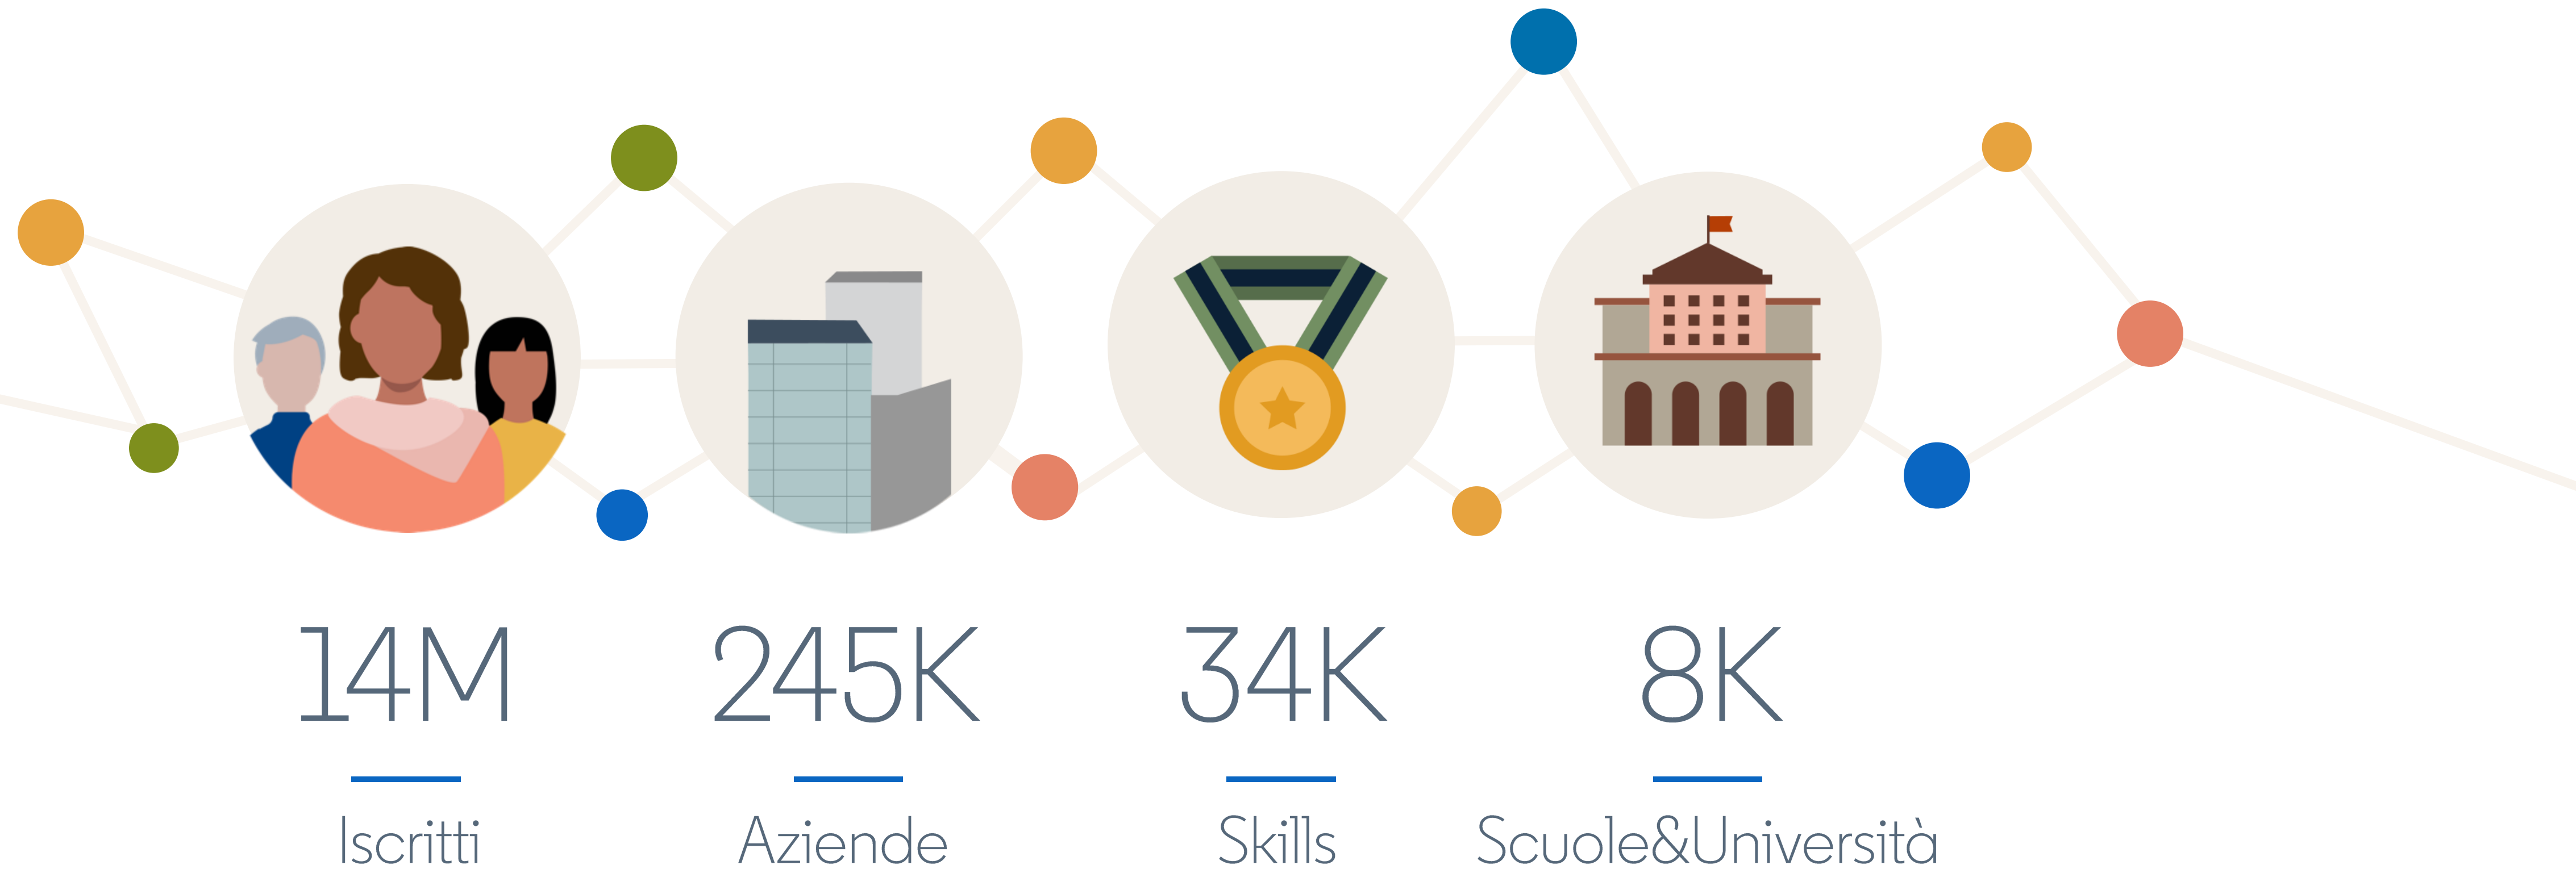 14M
245K
34K
8K
Iscritti
Aziende
Skills
Scuole&Università